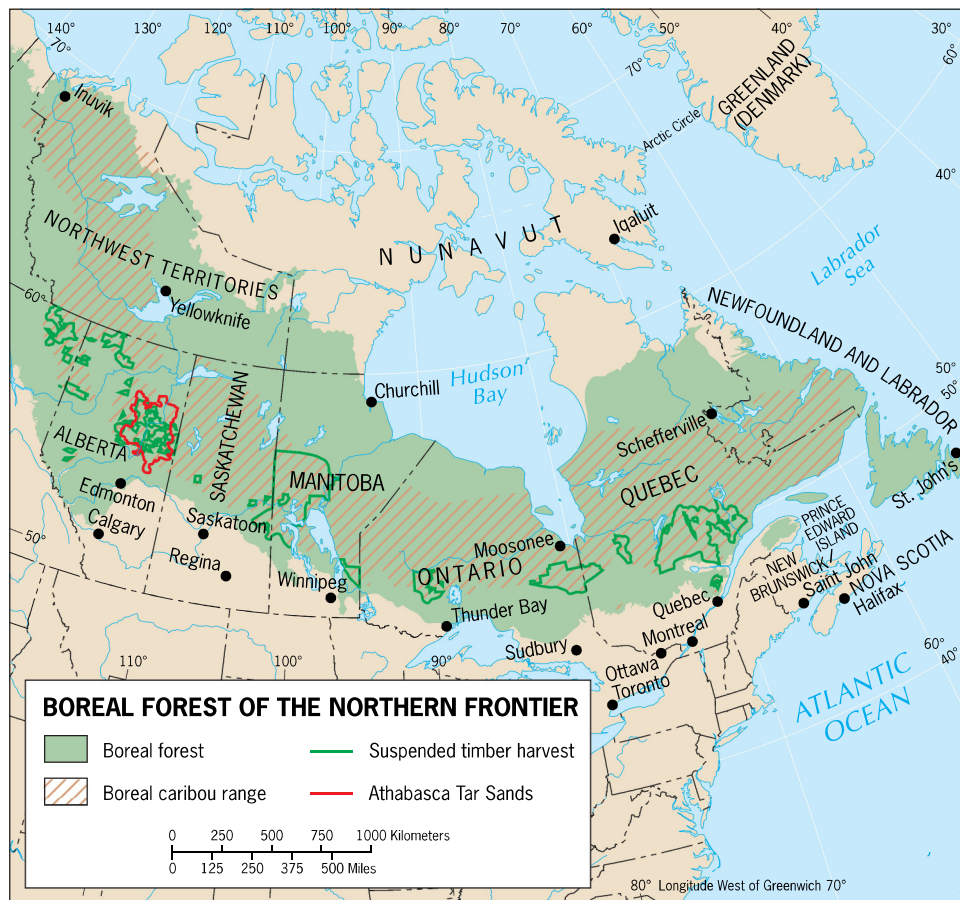 140°
130°
120°
110°
100°
90°
80°
70°
60°
50°
40°
30°
70°
70°
60°
Inuvik
GREENLAND
(DENMARK)
Arctic Circle
40°
Iqaluit
NUNAVUT
Labrador
Sea
NORTHWEST TERRITORIES
60°
Yellowknife
NEWFOUNDLAND AND LABRADOR
50°
50°
Churchill
Hudson
Bay
Schefferville
ALBERTA
SASKATCHEWAN
MANITOBA
QUEBEC
St. John's
Edmonton
Calgary
Saskatoon
Regina
Winnipeg
50°
Moosonee
ONTARIO
PRINCE
EDWARD
ISLAND
NEW
BRUNSWICK
Saint John
NOVA SCOTIA
Halifax
Thunder Bay
Quebec
Montreal
Sudbury
Ottawa
Toronto
60°
40°
110°
100°
90°
ATLANTIC
OCEAN
BOREAL FOREST OF THE NORTHERN FRONTIER
Boreal forest
Suspended timber harvest
Boreal caribou range
Athabasca Tar Sands
0 250 500 750 1000 Kilometers
0 125 250 375 500 Miles
80° Longitude West of Greenwich 70°